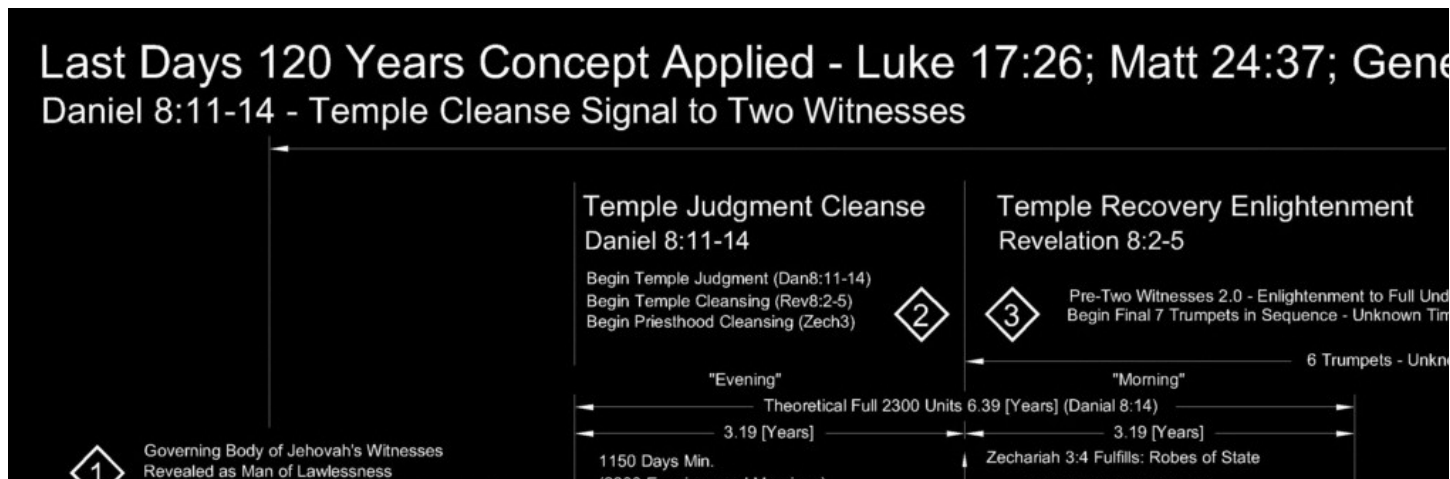 Last Days 120 Years Concept Applied - Luke 17:26; Matt 24:37; Gene
Daniel 8:11-14 - Temple Cleanse Signal to Two Witnesses
Temple Judgment Cleanse
Daniel 8:11-14
Begin Temple Judgment (Dan8:11-14)
Begin Temple Cleansing (Rev8:2-5)
Begin Priesthood Cleansing (Zech3)
2
Temple Recovery Enlightenment
Revelation 8:2-5
3
Pre-Two Witnesses 2.0 - Enlightenment to Full Und
Begin Final 7 Trumpets in Sequence - Unknown Tim
6 Trumpets - Unkno
"Evening"
"Morning"
Theoretical Full 2300 Units 6.39 [Years] (Danial 8:14)
3.19 [Years]
3.19 [Years]
1
Governing Body of Jehovah's Witnesses
Revealed as Man of Lawlessness
1150 Days Min.
Zechariah 3:4 Fulfills: Robes of State